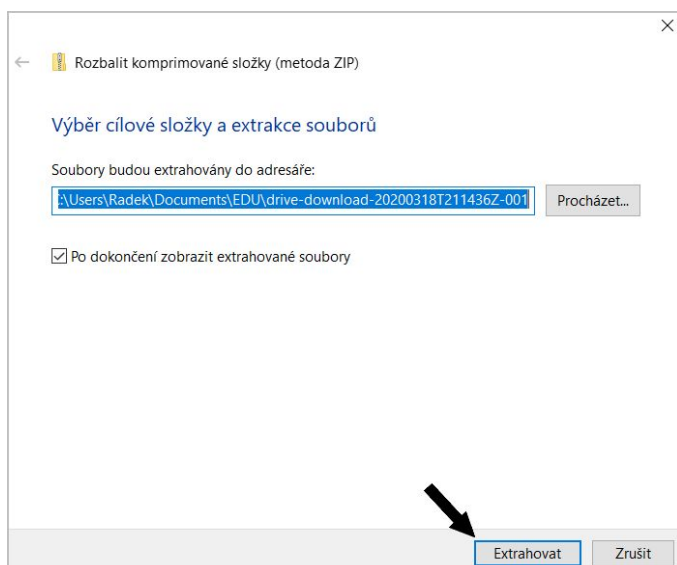 Rozbalit komprimované složky (metoda ZIP)
Výběr cílové složky a extrakce souborů
Soubory budou extrahovány do adresáře:
:\Users\Radek\Documents\EDU\drive-download-20200318T211436Z-001
Procházet...
Po dokončení zobrazit extrahované soubory
Extrahovat
Zrušit